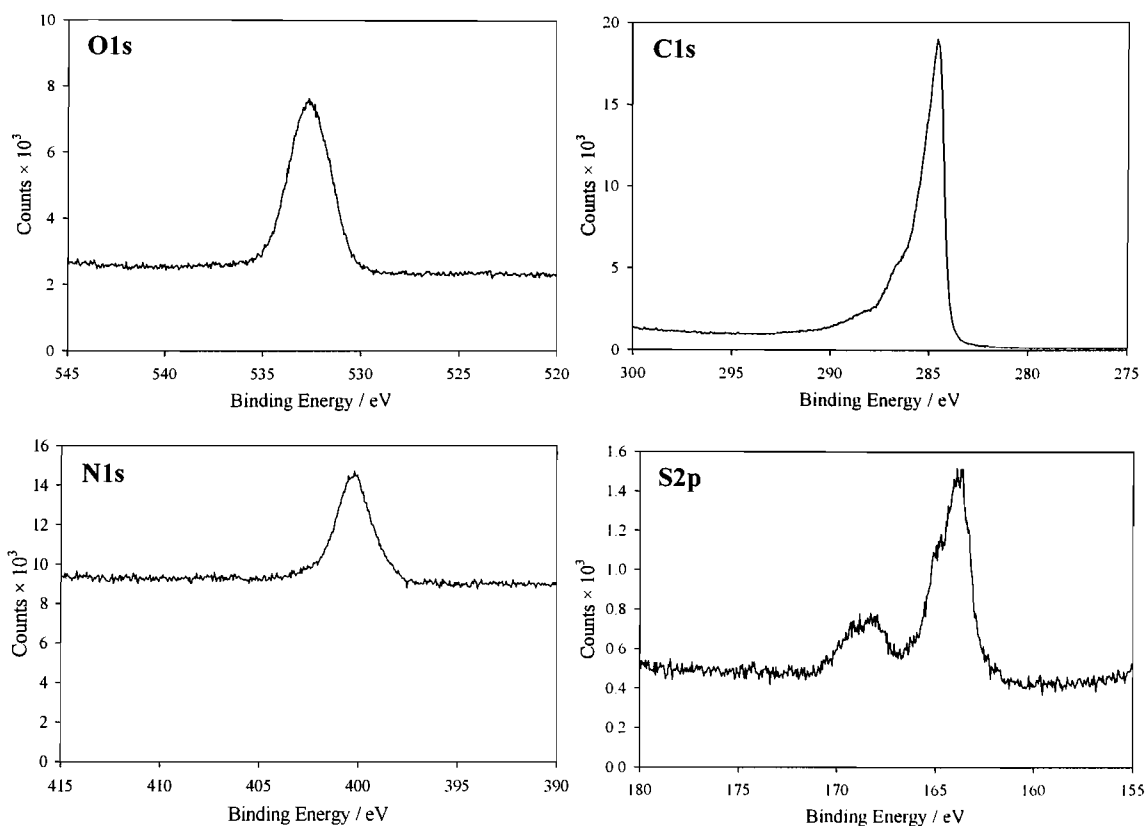 O1s
10
8
6
4
2
0
Counts × 10³
545 540 535 530 525 520
Binding Energy / eV
C1s
20
15
10
5
0
Counts × 10³
300 295 290 285 280 275
Binding Energy / eV
N1s
16
14
12
10
8
6
4
2
0
Counts × 10³
415 410 405 400 395 390
Binding Energy / eV
S2p
1.6
1.4
1.2
1.0
0.8
0.6
0.4
0 2
0.0
Counts × 10³
180 175 170 165 160 155
Binding Energy / eV